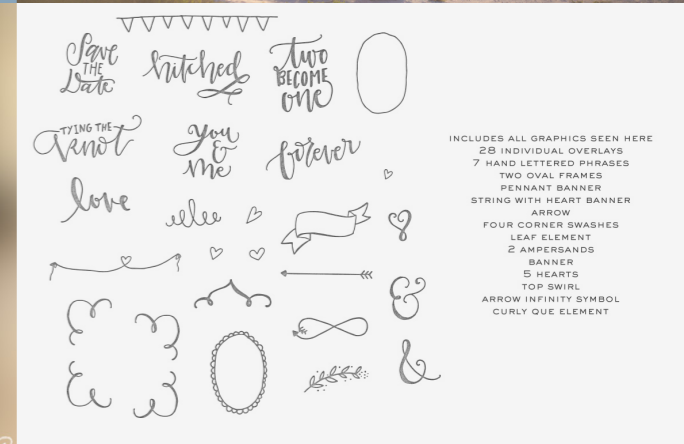 Save
THE
Date
hitched
two
BECOME
one
TYING THE
Knot
You
&
Me
forever
love
&
&
INCLUDES ALL GRAPHICS SEEN HERE
28 INDIVIDUAL OVERLAYS
7 HAND LETTERED PHRASES
TWO OVAL FRAMES
PENNANT BANNER
STRING WITH HEART BANNER
ARROW
FOUR CORNER SWASHES
LEAF ELEMENT
2 AMPERSANDS
BANNER
5 HEARTS
TOP SWIRL
ARROW INFINITY SYMBOL
CURLY QUE ELEMENT